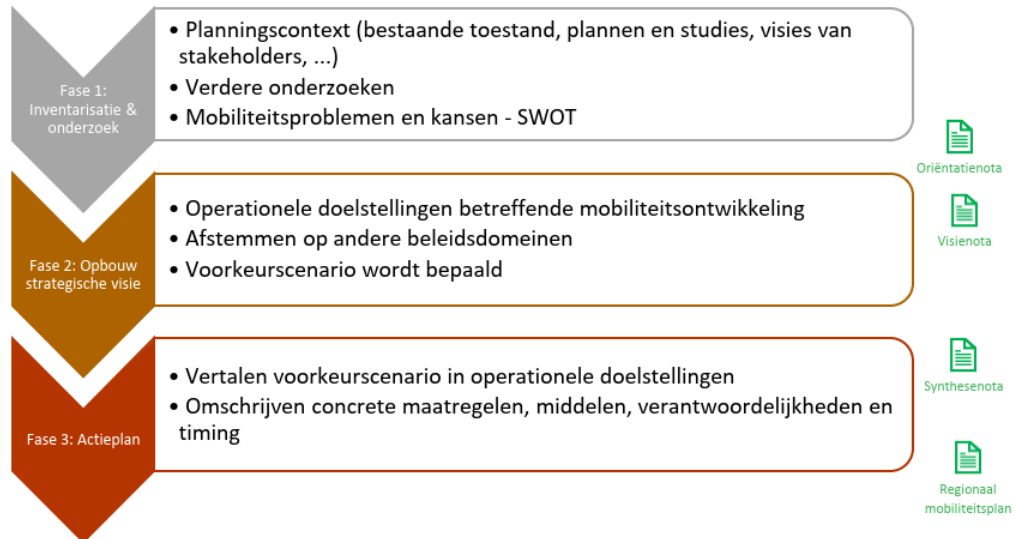 Fase 1:
Inventarisatie &
onderzoek
• Planningscontext (bestaande toestand, plannen en studies, visies van
stakeholders, ...)
• Verdere onderzoeken
• Mobiliteitsproblemen en kansen - SWOT
Oriëntatienota
Fase 2: Opbouw
strategische visie
• Operationele doelstellingen betreffende mobiliteitsontwikkeling
• Afstemmen op andere beleidsdomeinen
• Voorkeurscenario wordt bepaald
Visienota
Fase 3: Actieplan
• Vertalen voorkeurscenario in operationele doelstellingen
• Omschrijven concrete maatregelen, middelen, verantwoordelijkheden en
timing
Synthesenota
Regionaal
mobiliteitsplan